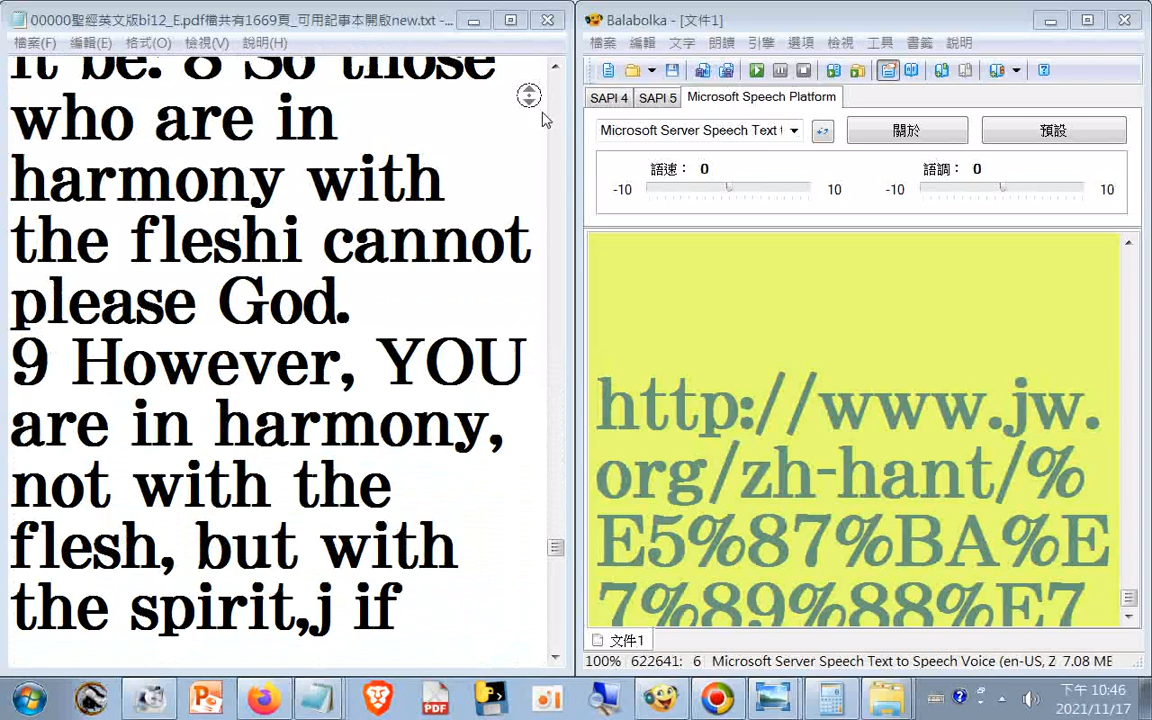 00000聖經英文版bi12_E.pdf檔共有1669頁_可用記事本開啟new.txt -...
檔案(F) 編輯(E) 格式(O) 檢視(V) 說明(H)
it be. 8 So those
who are in
harmony with
the fleshi cannot
please God.
9 However, YOU
are in harmony,
not with the
flesh, but with
the spirit,j if
Balabolka - [文件1]
檔案 編輯 文字 朗讀 引擎 選項 檢視 工具 書籤 說明
SAPI 4 SAPI 5 Microsoft Speech Platform
Microsoft Server Speech Text 關於 預設
語速： 0 語調： 0
-10 10 -10 10
http://www.jw.
org/zh-hant/%
E5%87%BA%E
7%89%88%E7
文件1
100% 622641: 6 Microsoft Server Speech Text to Speech Voice (en-US, Z 7.08 ME
下午 10:46
2021/11/17